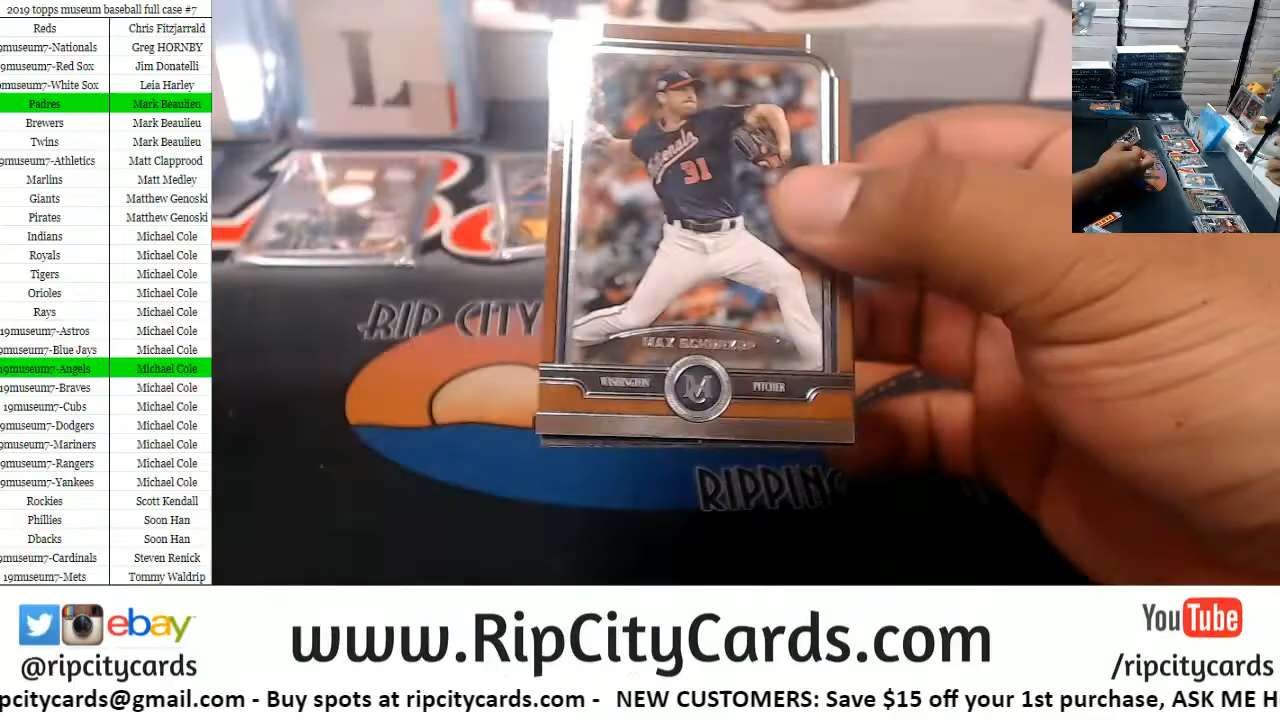 2019 topps museum baseball full case #7
Reds Chris Fitzjarrald
9museum7-Nationals Greg HORNBY
9museum7-Red Sox Jim Donatelli
9museum7-White Sox Leia Harley
Padres Mark Beaulieu
Brewers Mark Beaulieu
Twins Mark Beaulieu
9museum7-Athletics Matt Clapprood
Marlins Matt Medley
Giants Matthew Genoski
Pirates Matthew Genoski
Indians Michael Cole
Royals Michael Cole
Tigers Michael Cole
Orioles Michael Cole
Rays Michael Cole
19museum7-Astros Michael Cole
9museum7-Blue Jays Michael Cole
19museum7-Angels Michael Cole
19museum7-Braves Michael Cole
19museum7-Cubs Michael Cole
9museum7-Dodgers Michael Cole
9museum7-Mariners Michael Cole
9museum7-Rangers Michael Cole
9museum7-Yankees Michael Cole
Rockies Scott Kendall
Phillies Soon Han
Dbacks Soon Han
museum7-Cardinals Steven Renick
19museum7-Mets Tommy Waldrip
L
Nationals
31
MAX SCHERZER
WASHINGTON
MC
PITCHER
RIP CITY
RIPPING
ebay
@ripcitycards
www.RipCityCards.com
YouTube
/ripcitycards
pcitycards@gmail.com - Buy spots at ripcitycards.com - NEW CUSTOMERS: Save $15 off your 1st purchase, ASK ME H